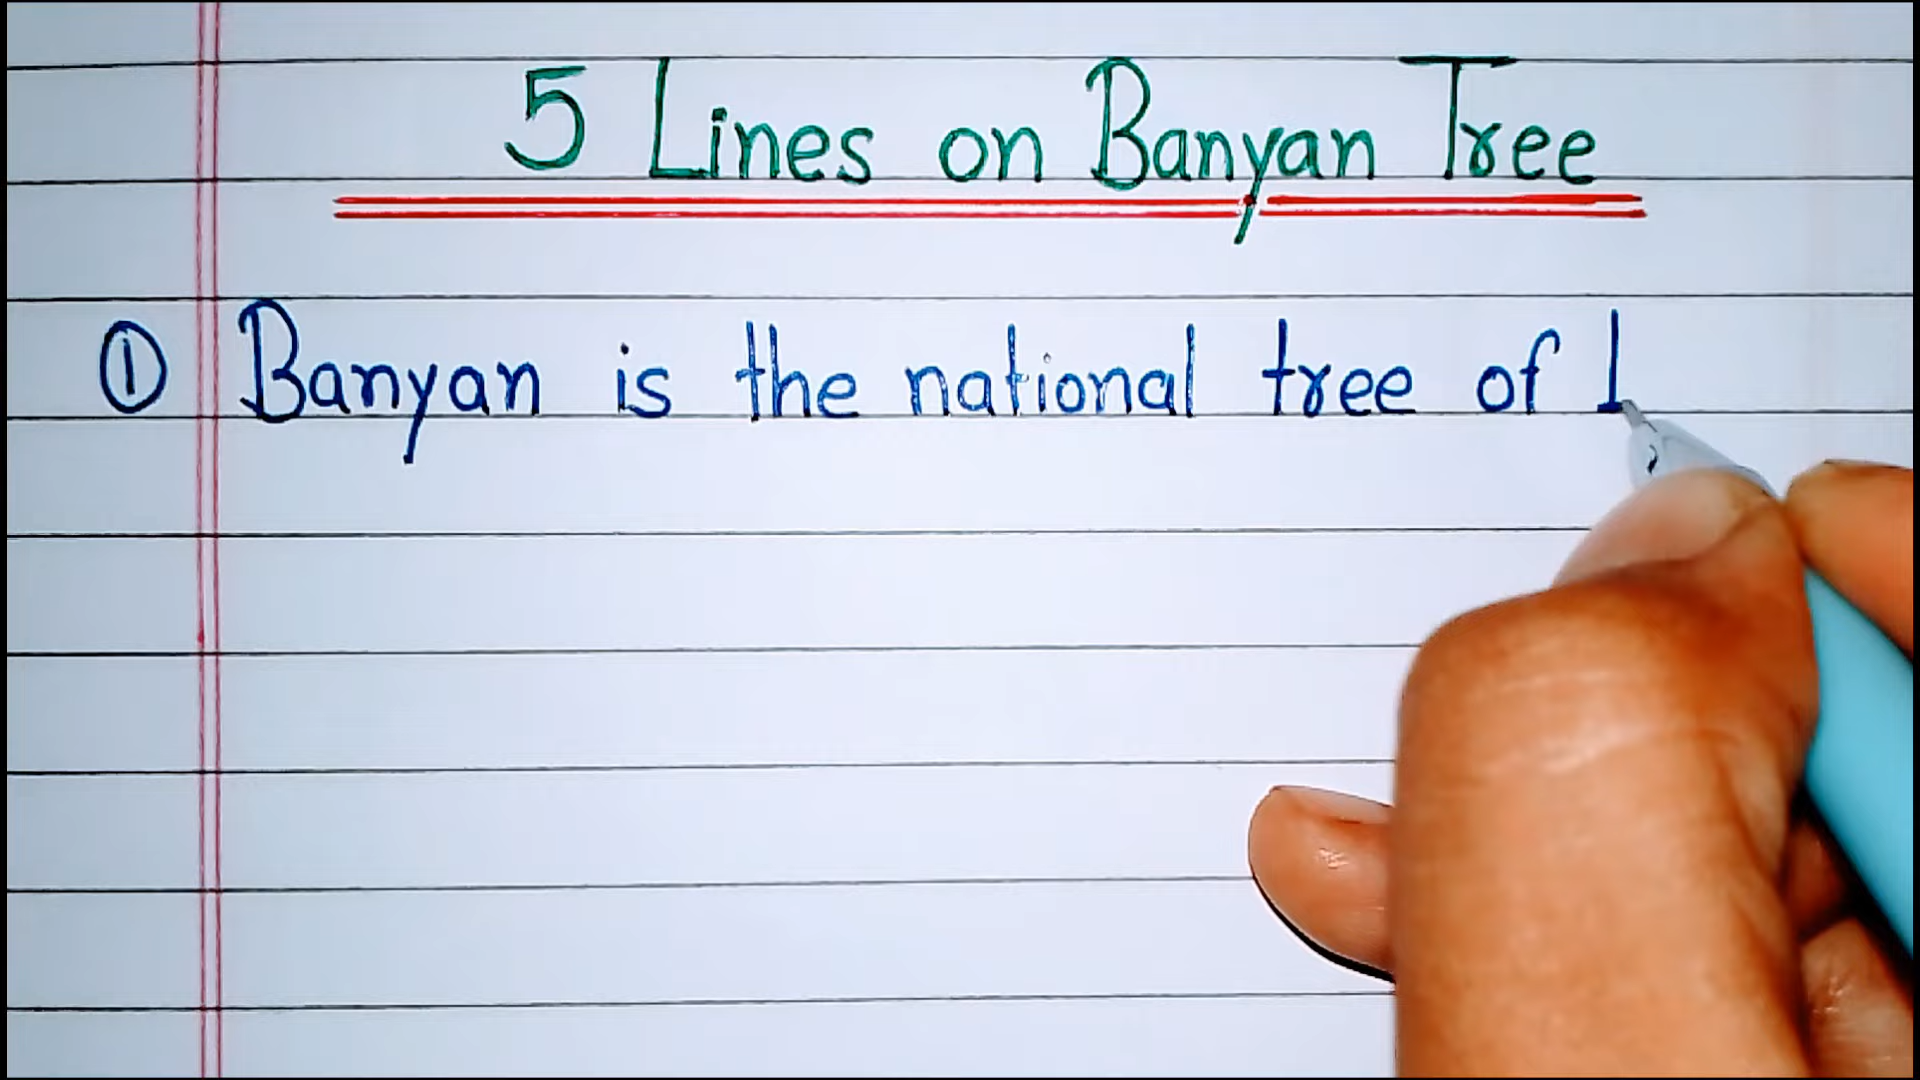 5 Lines on Banyan Tree
① Banyan is the national tree of I